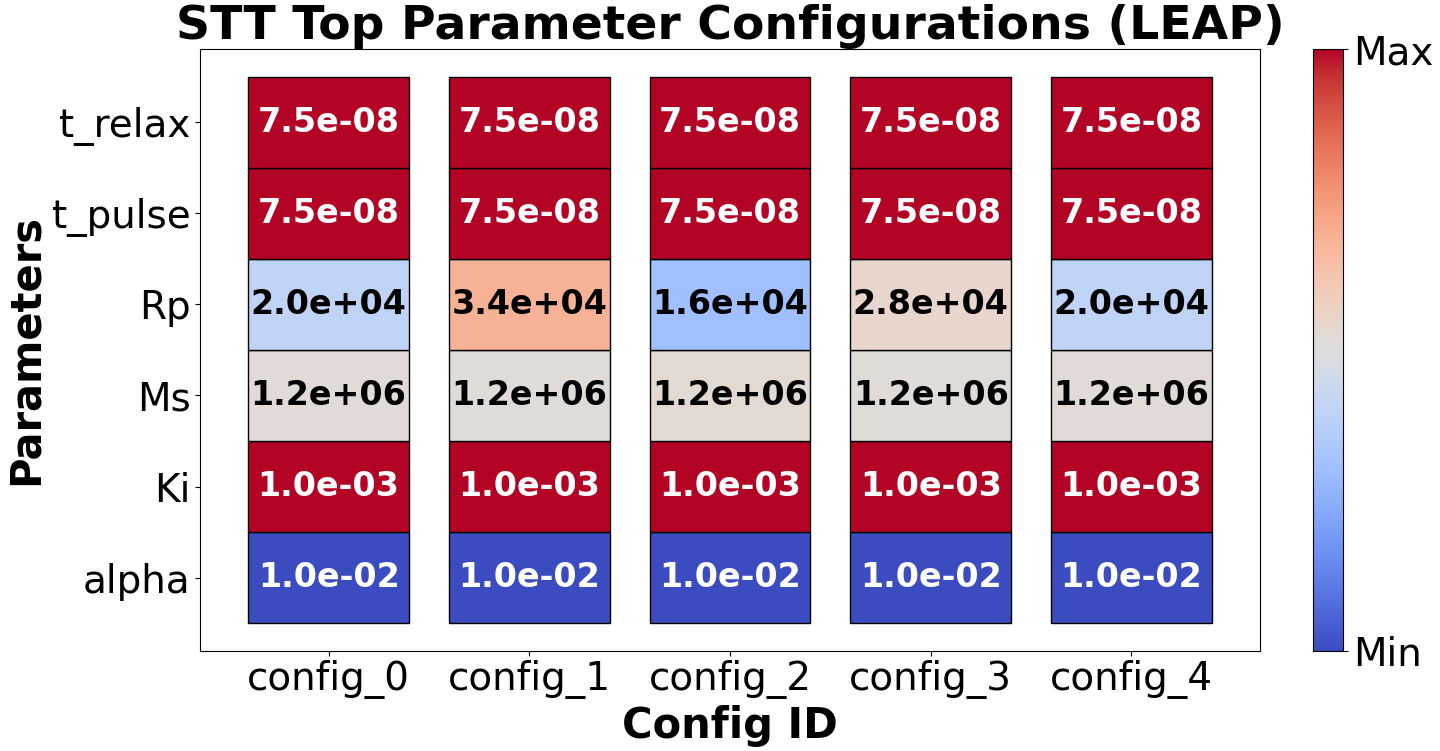 STT Top Parameter Configurations (LEAP)
Max
t_relax 7.5e-08 7.5e-08 7.5e-08 7.5e-08 7.5e-08
t_pulse 7.5e-08 7.5e-08 7.5e-08 7.5e-08 7.5e-08
Rp 2.0e+04 3.4e+04 1.6e+04 2.8e+04 2.0e+04
Parameters
Ms 1.2e+06 1.2e+06 1.2e+06 1.2e+06 1.2e+06
Ki 1.0e-03 1.0e-03 1.0e-03 1.0e-03 1.0e-03
alpha 1.0e-02 1.0e-02 1.0e-02 1.0e-02 1.0e-02
Min
config_0 config_1 config_2 config_3 config_4
Config ID